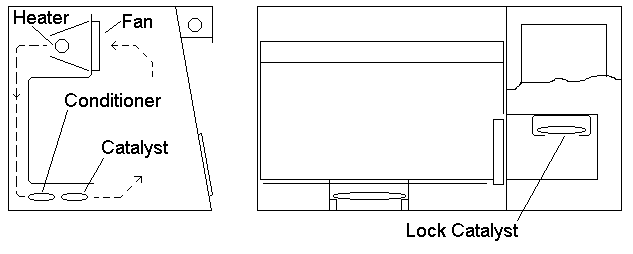 Heater
Fan
Conditioner
Catalyst
Lock Catalyst